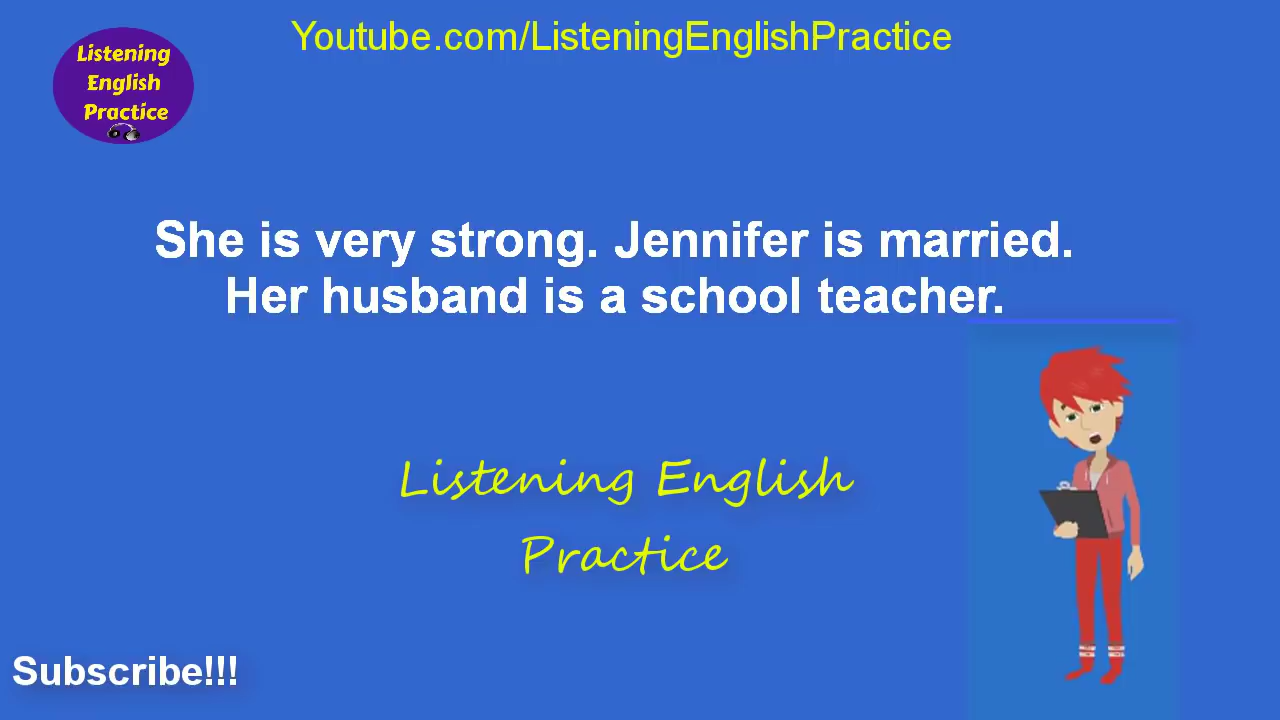 Youtube.com/ListeningEnglishPractice
Listening
English
Practice
She is very strong. Jennifer is married.
Her husband is a school teacher.
Listening English
Practice
Subscribe!!!